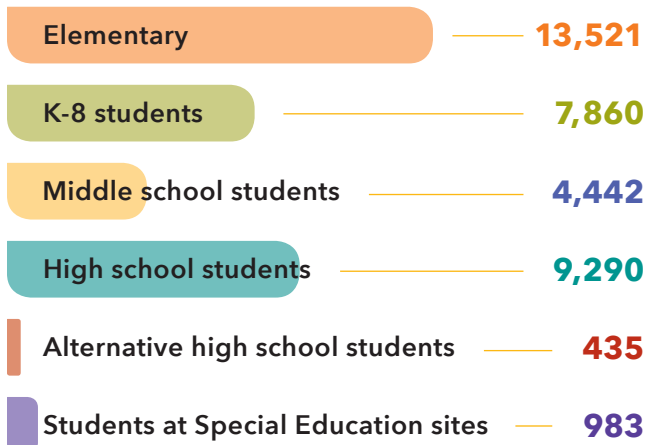 Elementary 13,521
K-8 students 7,860
Middle school students 4,442
High school students 9,290
Alternative high school students 435
Students at Special Education sites 983